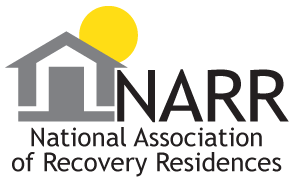 NARR
National Association
of Recovery Residences